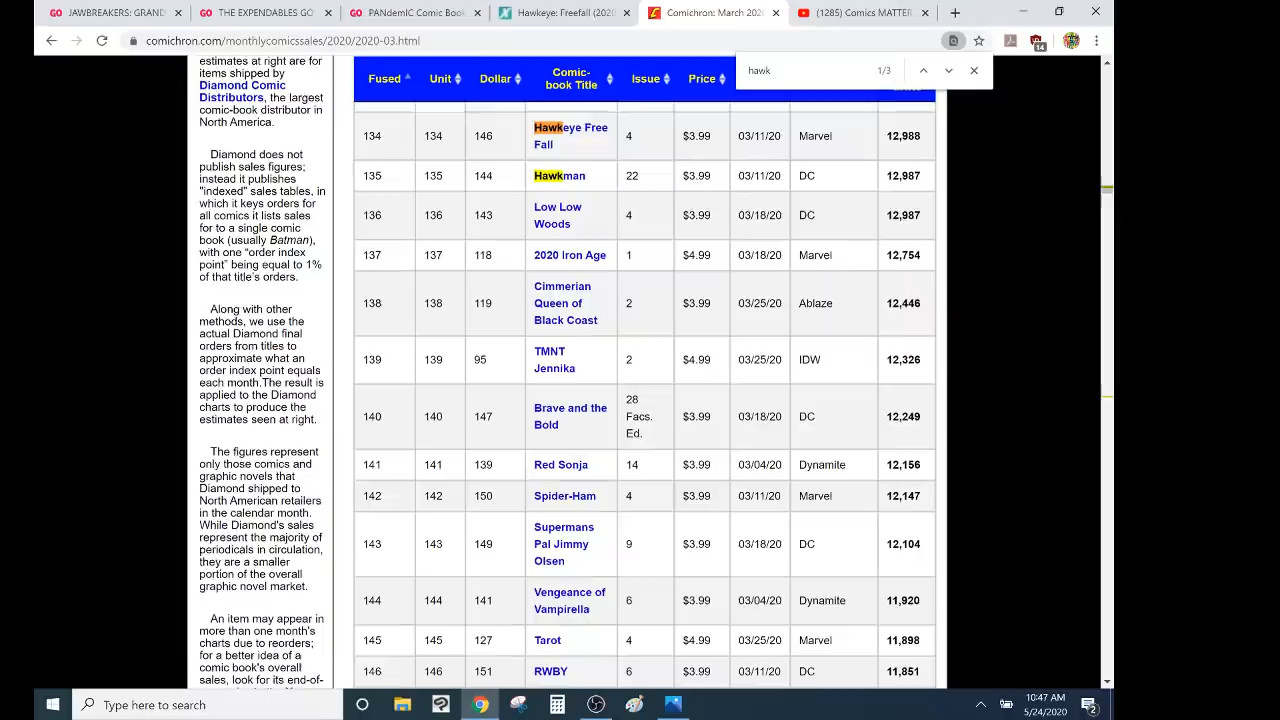 JAWBREAKERS: GRAND
THE EXPENDABLES GO
PANdemIC Comic Book
Hawkeye: Freefall (2020
Comichron: March 2020
(1285) Comics MATTER
comichron.com/monthlycomicssales/2020/2020-03.html
14
hawk 1/3
estimates at right are for
items shipped by
Diamond Comic
Distributors, the largest
comic-book distributor in
North America.
Diamond does not
publish sales figures;
instead it publishes
"indexed" sales tables, in
which it keys orders for
all comics it lists sales
for to a single comic
book (usually Batman),
with one "order index
point" being equal to 1%
of that title's orders.
Along with other
methods, we use the
actual Diamond final
orders from titles to
approximate what an
order index point equals
each month.The result is
applied to the Diamond
charts to produce the
estimates seen at right.
The figures represent
only those comics and
graphic novels that
Diamond shipped to
North American retailers
in the calendar month.
While Diamond's sales
represent the majority of
periodicals in circulation,
they are a smaller
portion of the overall
graphic novel market.
An item may appear in
more than one month's
charts due to reorders;
for a better idea of a
comic book's overall
sales, look for its end-of-
Fused Unit Dollar Comic-book Title Issue Price
134 134 146 Hawkeye Free Fall 4 $3.99 03/11/20 Marvel 12,988
135 135 144 Hawkman 22 $3.99 03/11/20 DC 12,987
136 136 143 Low Low Woods 4 $3.99 03/18/20 DC 12,987
137 137 118 2020 Iron Age 1 $4.99 03/18/20 Marvel 12,754
138 138 119 Cimmerian Queen of Black Coast 2 $3.99 03/25/20 Ablaze 12,446
139 139 95 TMNT Jennika 2 $4.99 03/25/20 IDW 12,326
140 140 147 Brave and the Bold 28 Facs. Ed. $3.99 03/18/20 DC 12,249
141 141 139 Red Sonja 14 $3.99 03/04/20 Dynamite 12,156
142 142 150 Spider-Ham 4 $3.99 03/11/20 Marvel 12,147
143 143 149 Supermans Pal Jimmy Olsen 9 $3.99 03/18/20 DC 12,104
144 144 141 Vengeance of Vampirella 6 $3.99 03/04/20 Dynamite 11,920
145 145 127 Tarot 4 $4.99 03/25/20 Marvel 11,898
146 146 151 RWBY 6 $3.99 03/11/20 DC 11,851
Type here to search
10:47 AM
5/24/2020
2